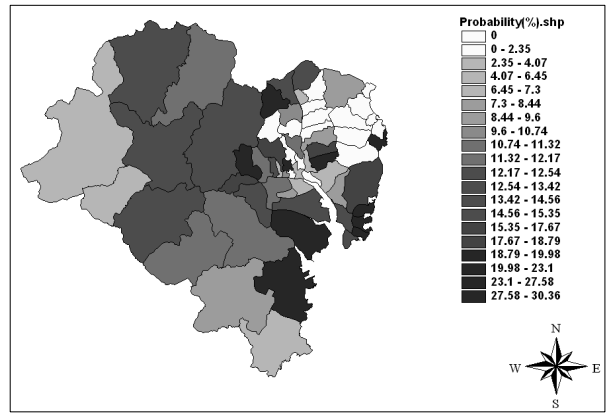 Probability(%).shp
0
0 - 2.35
2.35 - 4.07
4.07 - 6.45
6.45 - 7.3
7.3 - 8.44
8.44 - 9.6
9.6 - 10.74
10.74 - 11.32
11.32 - 12.17
12.17 - 12.54
12.54 - 13.42
13.42 - 14.56
14.56 - 15.35
15.35 - 17.67
17.67 - 18.79
18.79 - 19.98
19.98 - 23.1
23.1 - 27.58
27.58 - 30.36
N
W E
S